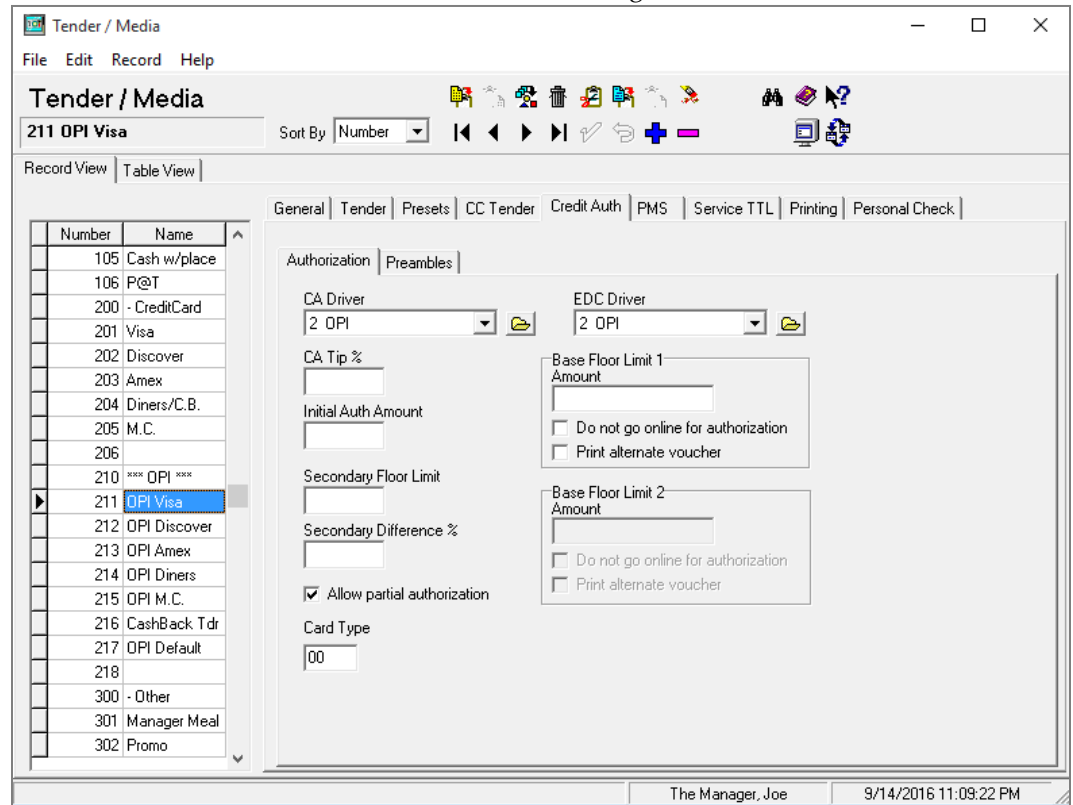 Tender / Media
File Edit Record Help
Tender / Media
211 OPI Visa
Sort By Number
Record View Table View
General Tender Presets CC Tender Credit Auth PMS Service TTL Printing Personal Check
Number Name
105 Cash w/place
106 P@T
200 - CreditCard
201 Visa
202 Discover
203 Amex
204 Diners/C.B.
205 M.C.
206
210 *** OPI ***
211 OPI Visa
212 OPI Discover
213 OPI Amex
214 OPI Diners
215 OPI M.C.
216 CashBack Tdr
217 OPI Default
218
300 - Other
301 Manager Meal
302 Promo
Authorization Preambles
CA Driver
2 OPI
EDC Driver
2 OPI
CA Tip %
Initial Auth Amount
Secondary Floor Limit
Secondary Difference %
Allow partial authorization
Card Type
00
Base Floor Limit 1
Amount
Do not go online for authorization
Print alternate voucher
Base Floor Limit 2
Amount
Do not go online for authorization
Print alternate voucher
The Manager, Joe 9/14/2016 11:09:22 PM